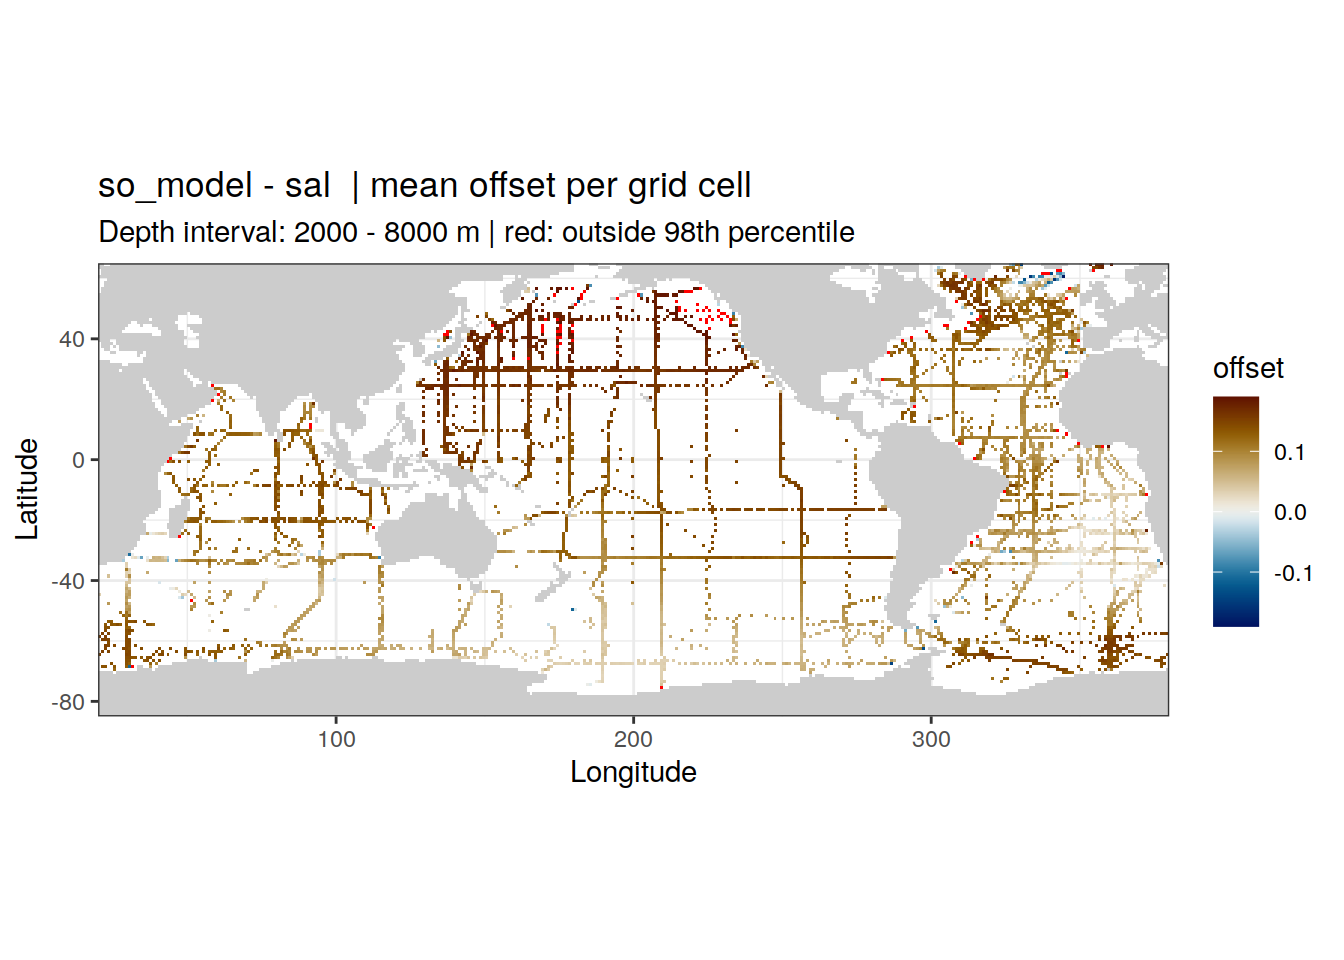 so_model - sal  | mean offset per grid cell
Depth interval: 2000 - 8000 m | red: outside 98th percentile
Latitude
40
0
-40
-80
100
200
300
Longitude
offset
0.1
0.0
-0.1